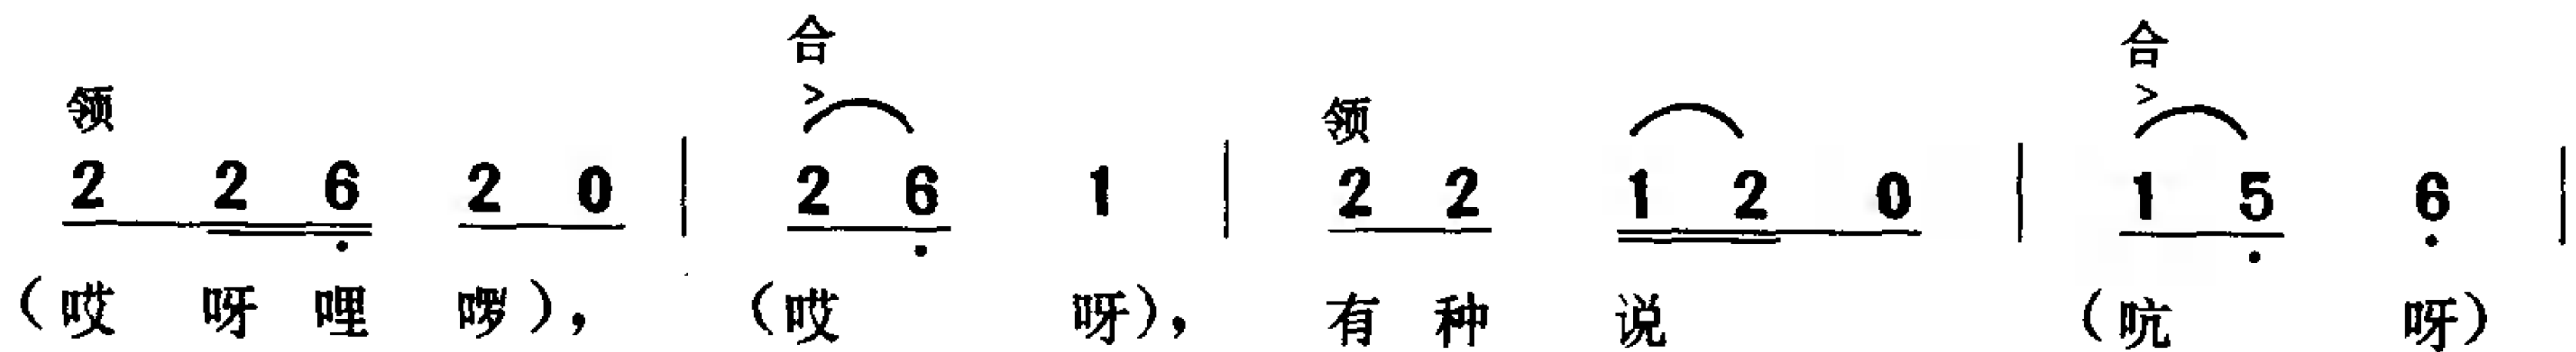 合 合
领 领
2 2 6 2 0 | 2 6 1 | 2 2 1 2 0 | 1 5 6 |
（哎 呀 哩 啰）， （哎 呀）， 有 种 说 （吭 呀）